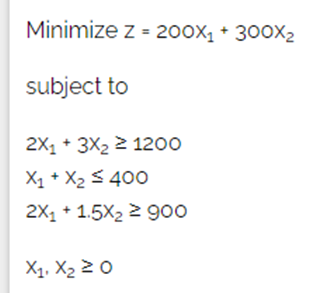 Minimize z = 200X₁ + 300X₂
subject to
2X₁ + 3X₂ ≥ 1200
X₁ + X₂ ≤ 400
2X₁ + 1.5X₂ ≥ 900
X₁, X₂ ≥ 0